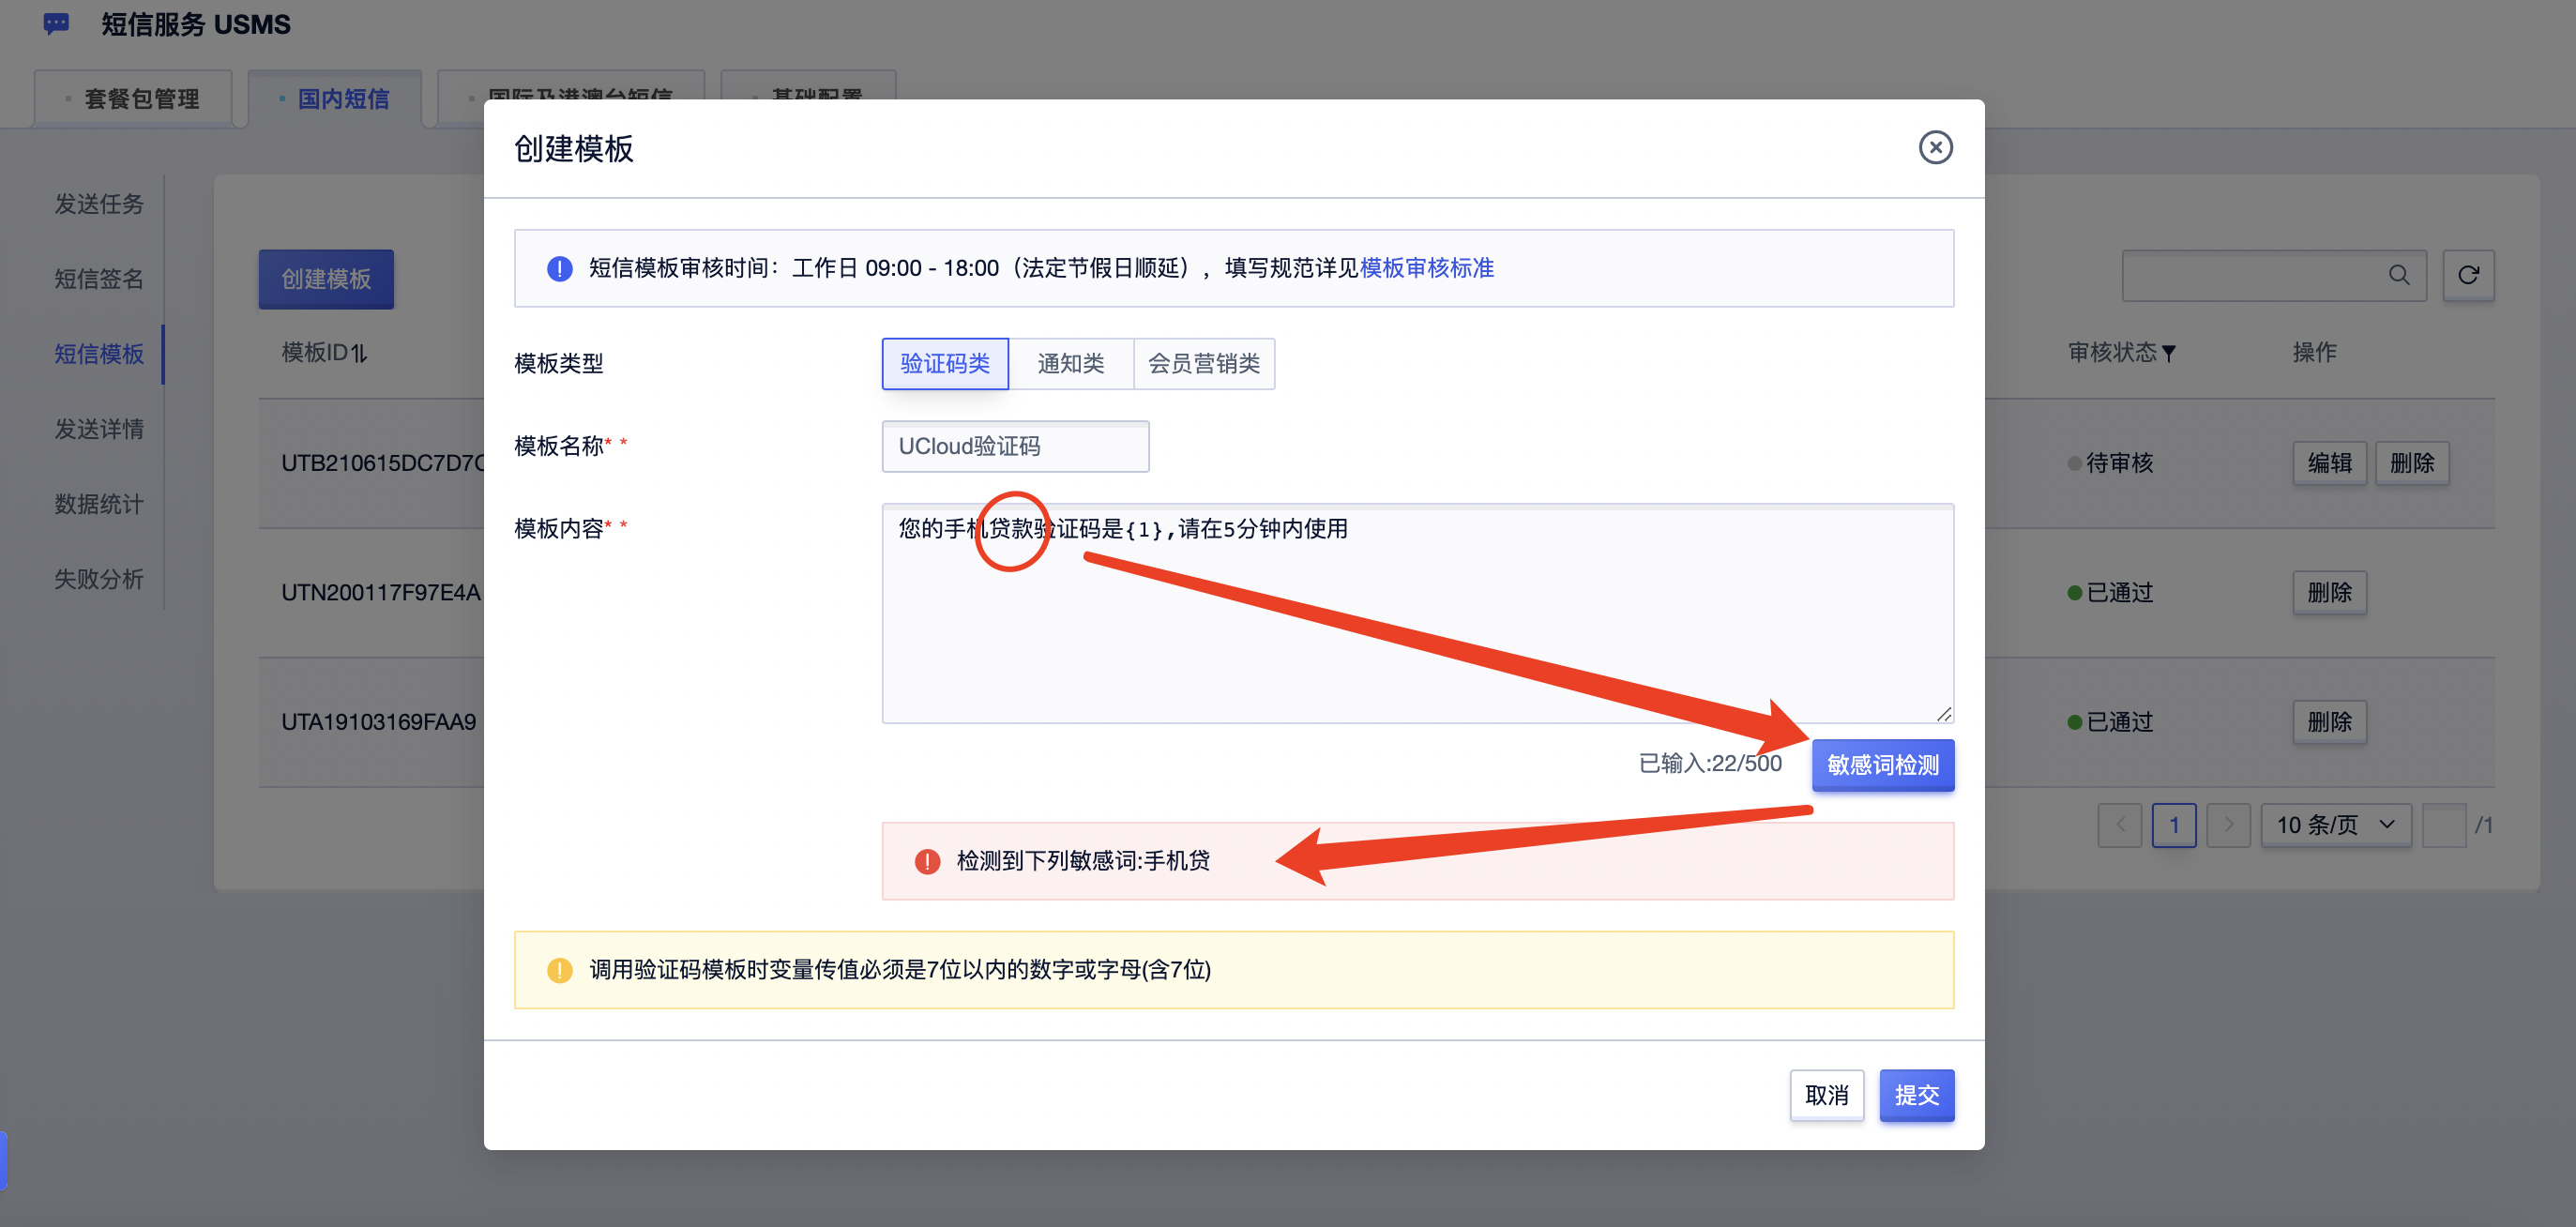 短信服务 USMS
套餐包管理
国内短信
国际及港澳台短信
基础配置
发送任务
短信签名
短信模板
发送详情
数据统计
失败分析
创建模板
模板ID
审核状态
操作
UTB210615DC7D7C
待审核
编辑
删除
UTN200117F97E4A
已通过
删除
UTA19103169FAA9
已通过
删除
1
10 条/页
/1
创建模板
短信模板审核时间：工作日 09:00 - 18:00（法定节假日顺延），填写规范详见模板审核标准
模板类型
验证码类
通知类
会员营销类
模板名称* *
UCloud验证码
模板内容* *
您的手机贷款验证码是{1},请在5分钟内使用
已输入:22/500
敏感词检测
检测到下列敏感词:手机贷
调用验证码模板时变量传值必须是7位以内的数字或字母(含7位)
取消
提交